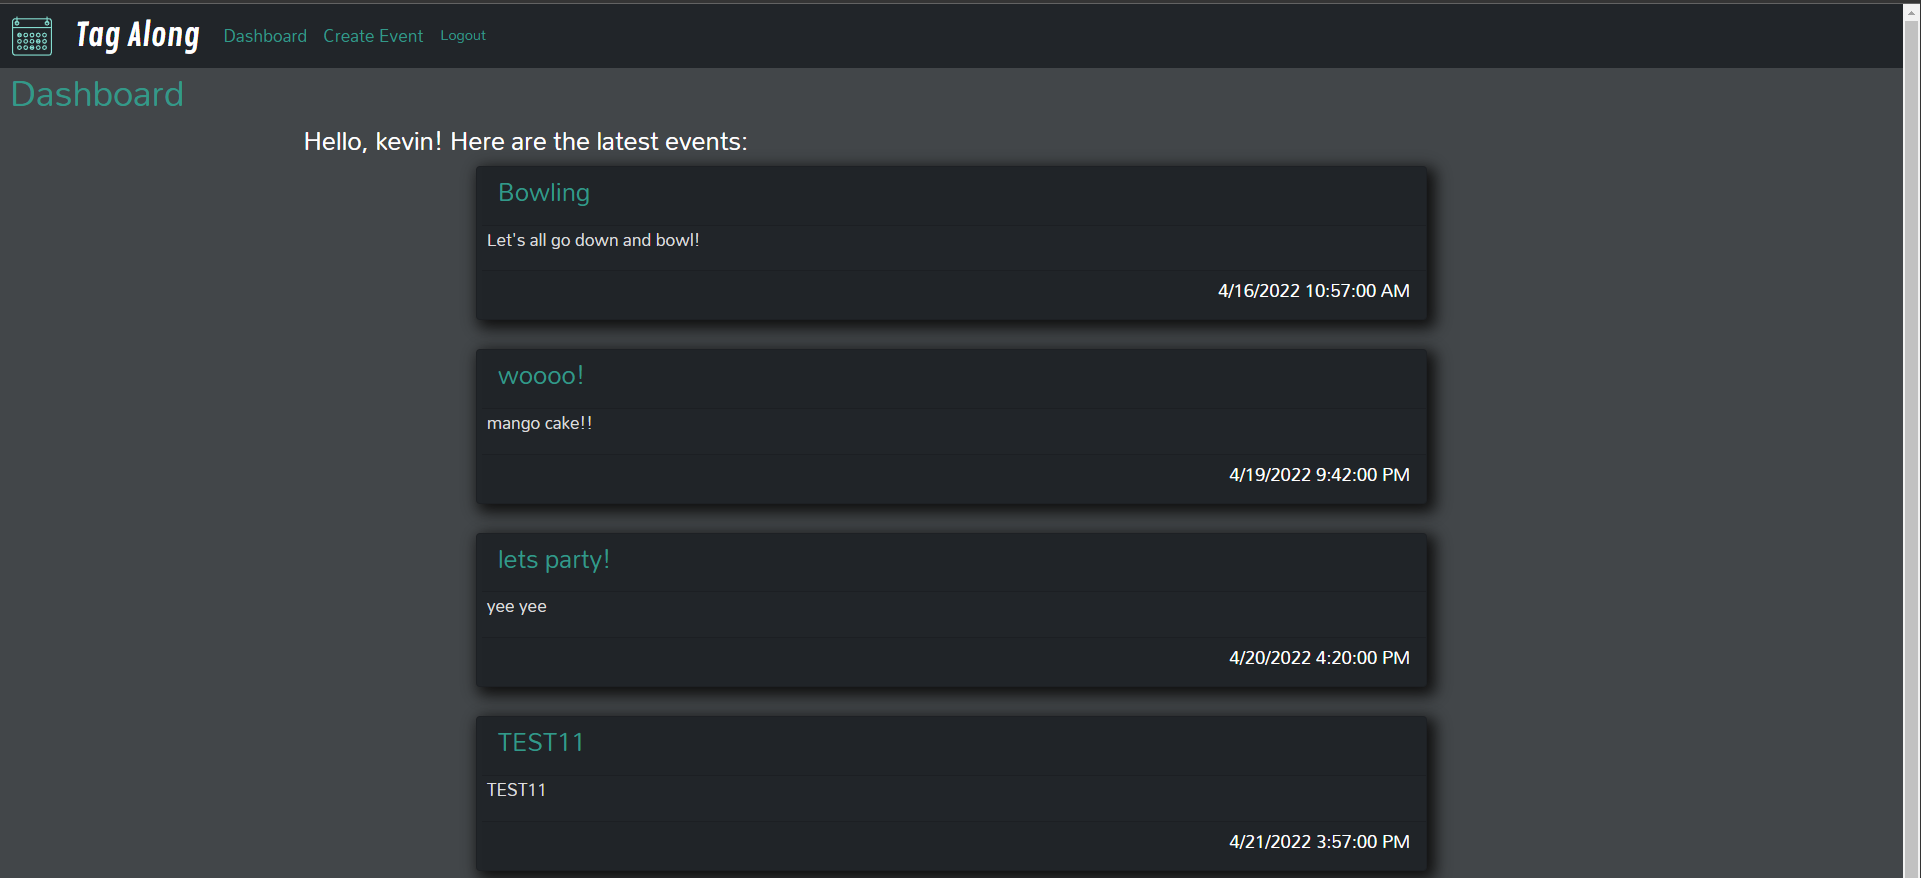 Tag Along Dashboard Create Event Logout
Dashboard
Hello, kevin! Here are the latest events:
Bowling
Let's all go down and bowl!
4/16/2022 10:57:00 AM
woooo!
mango cake!!
4/19/2022 9:42:00 PM
lets party!
yee yee
4/20/2022 4:20:00 PM
TEST11
TEST11
4/21/2022 3:57:00 PM